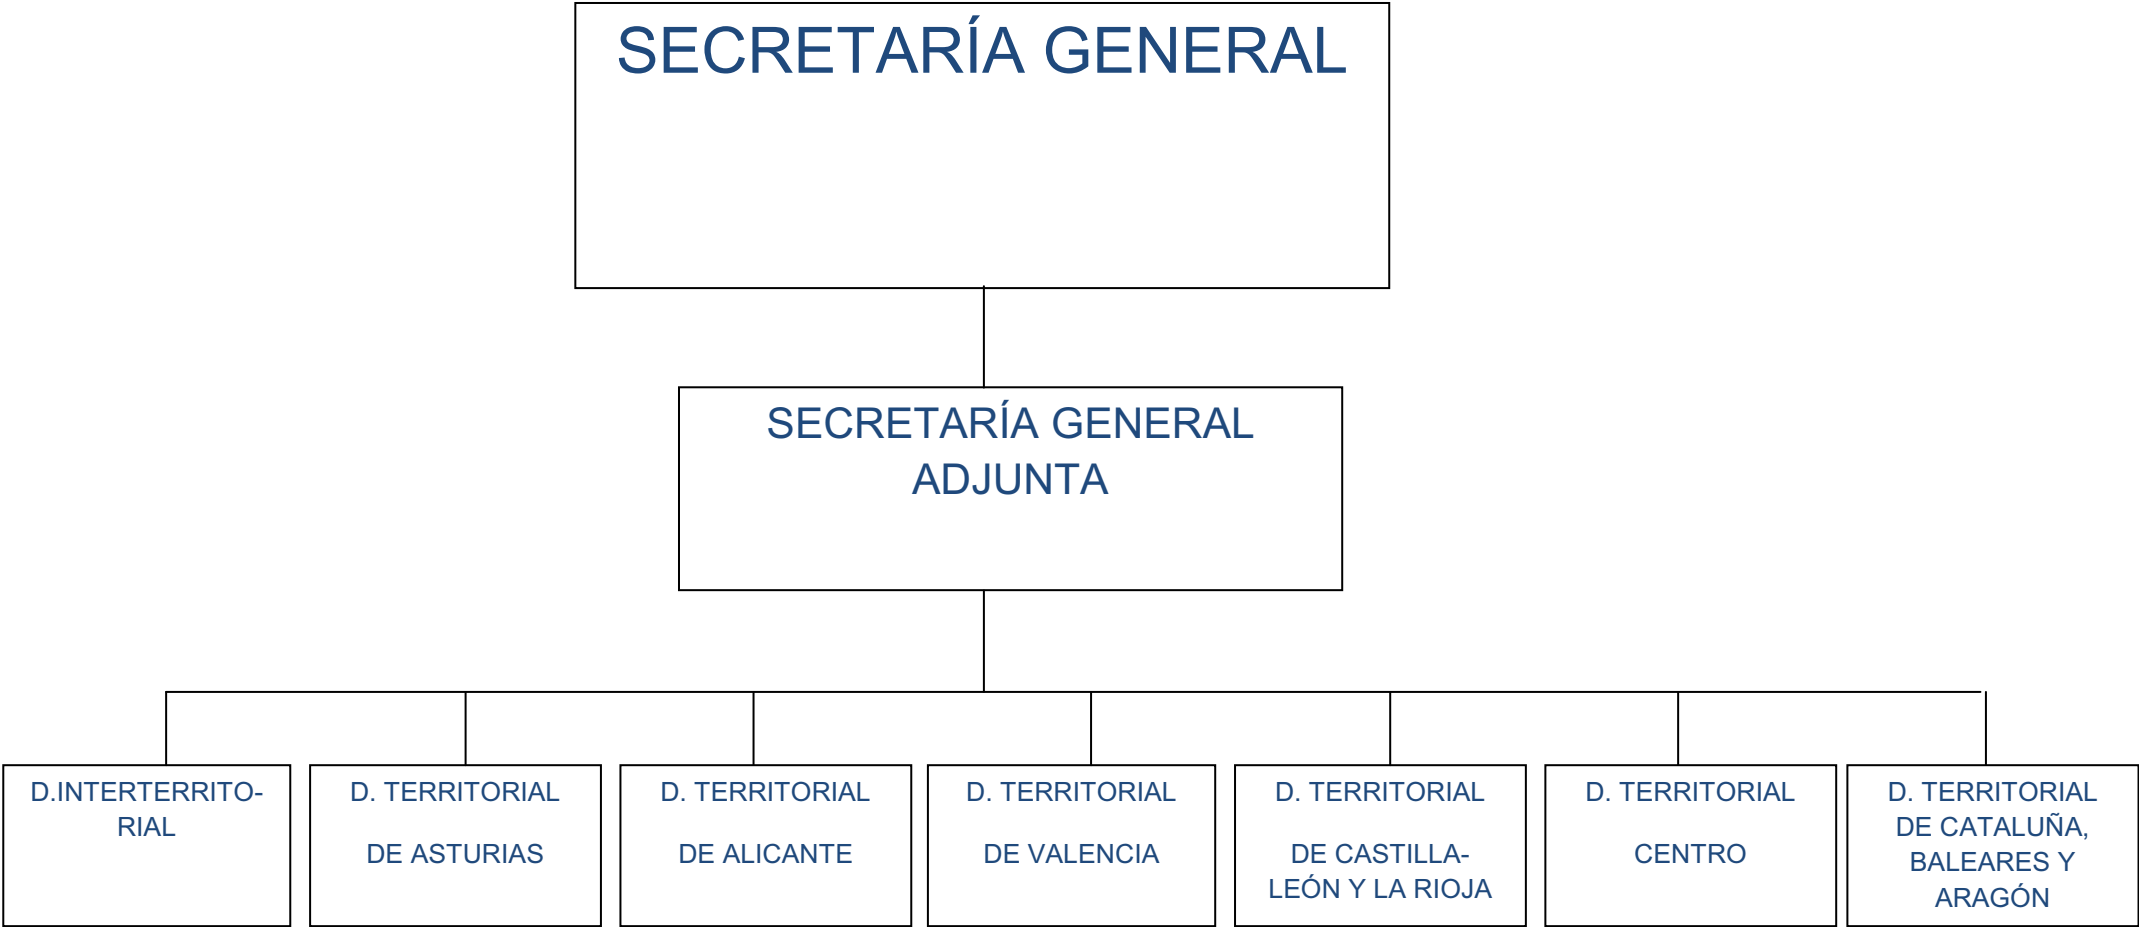 SECRETARÍA GENERAL
SECRETARÍA GENERAL
ADJUNTA
D.INTERTERRITO-
RIAL
D. TERRITORIAL
DE ASTURIAS
D. TERRITORIAL
DE ALICANTE
D. TERRITORIAL
DE VALENCIA
D. TERRITORIAL
DE CASTILLA-
LEÓN Y LA RIOJA
D. TERRITORIAL
CENTRO
D. TERRITORIAL
DE CATALUÑA,
BALEARES Y
ARAGÓN